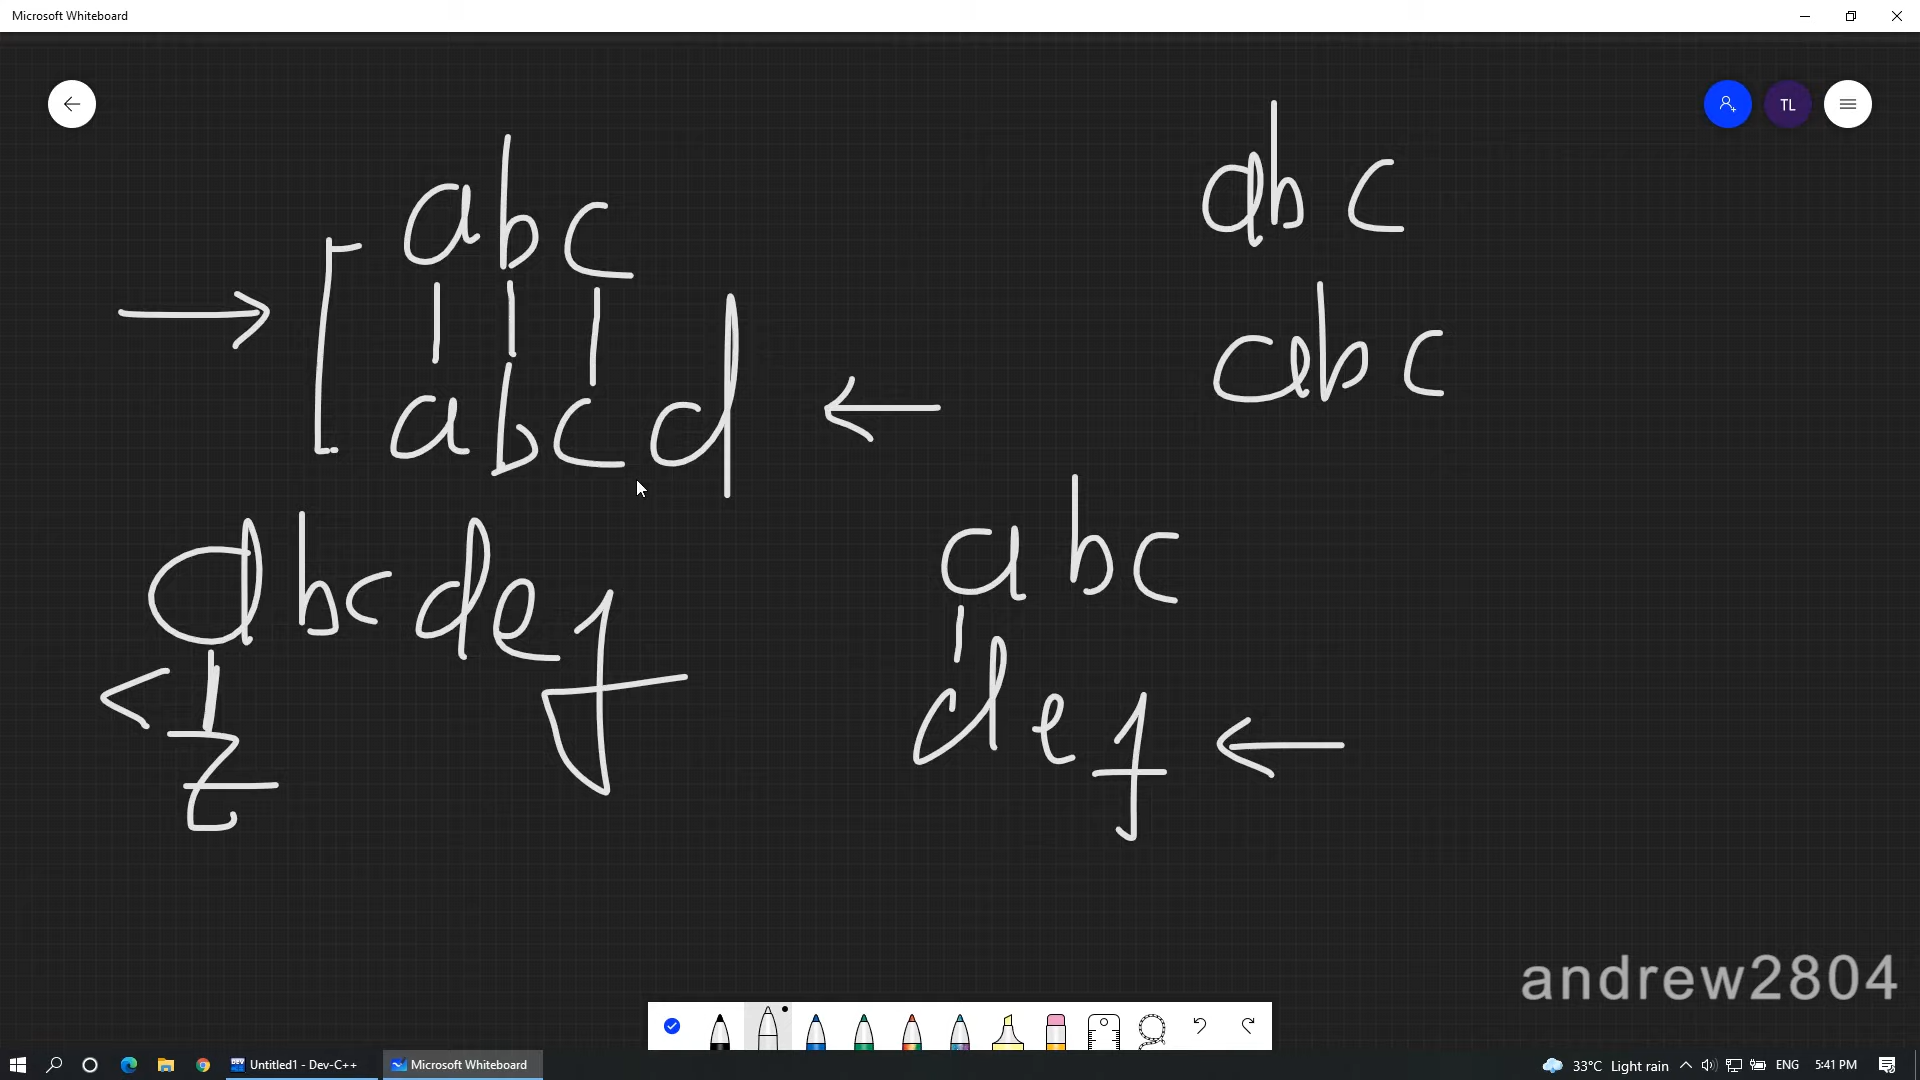 Microsoft Whiteboard
TL
abc
abc
abc
abcd
abcdef
abc
<
z
def
andrew2804
Untitled1 - Dev-C++
Microsoft Whiteboard
33°C Light rain
ENG
5:41 PM